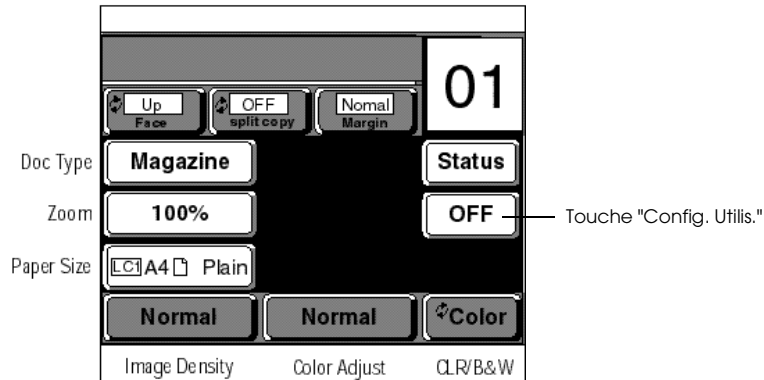 01
Up OFF Nomal
Face split copy Margin
Doc Type Magazine Status
Zoom 100% OFF Touche "Config. Utilis."
Paper Size LC1 A4 Plain
Normal Normal Color
Image Density Color Adjust CLR/B&W